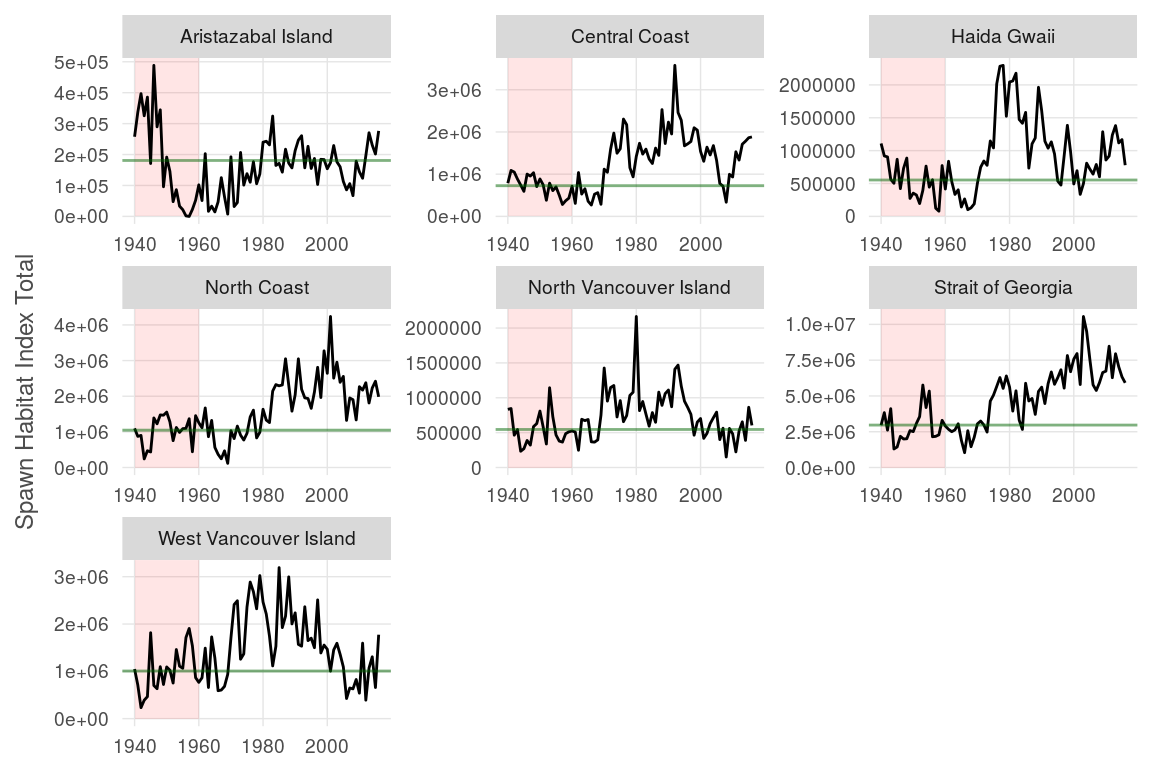 Spawn Habitat Index Total
Aristazabal Island
5e+05
4e+05
3e+05
2e+05
1e+05
0e+00
1940 1960 1980 2000
Central Coast
3e+06
2e+06
1e+06
0e+00
1940 1960 1980 2000
Haida Gwaii
2000000
1500000
1000000
500000
0
1940 1960 1980 2000
North Coast
4e+06
3e+06
2e+06
1e+06
0e+00
1940 1960 1980 2000
North Vancouver Island
2000000
1500000
1000000
500000
0
1940 1960 1980 2000
Strait of Georgia
1.0e+07
7.5e+06
5.0e+06
2.5e+06
0.0e+00
1940 1960 1980 2000
West Vancouver Island
3e+06
2e+06
1e+06
0e+00
1940 1960 1980 2000